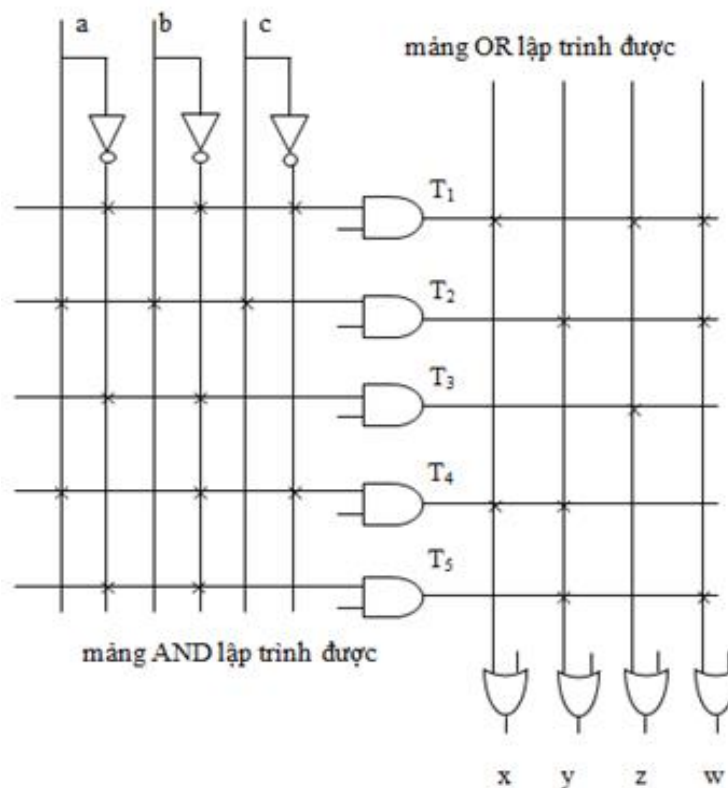 a b c
mảng OR lập trình được
T₁
T₂
T₃
T₄
T₅
mảng AND lập trình được
x y z w